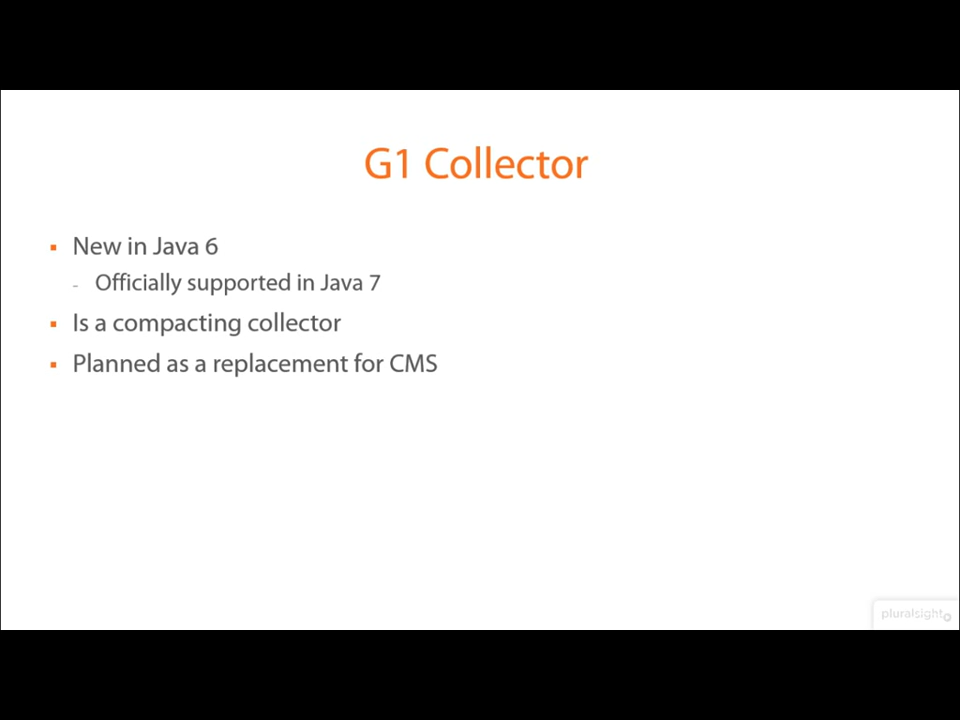 G1 Collector
▪ New in Java 6
- Officially supported in Java 7
▪ Is a compacting collector
▪ Planned as a replacement for CMS
pluralsight